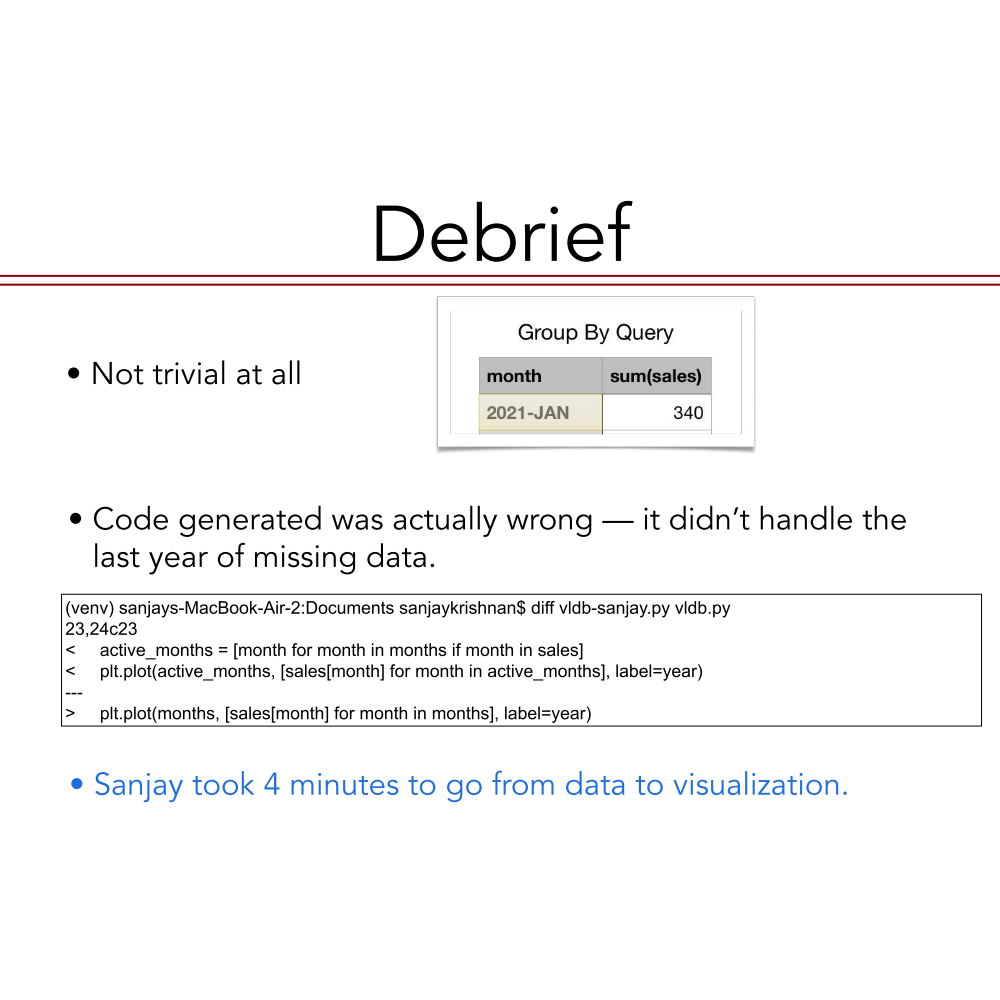 Debrief
• Not trivial at all
Group By Query
month sum(sales)
2021-JAN 340
• Code generated was actually wrong — it didn’t handle the
last year of missing data.
(venv) sanjays-MacBook-Air-2:Documents sanjaykrishnan$ diff vldb-sanjay.py vldb.py
23,24c23
<     active_months = [month for month in months if month in sales]
<     plt.plot(active_months, [sales[month] for month in active_months], label=year)
---
>     plt.plot(months, [sales[month] for month in months], label=year)
• Sanjay took 4 minutes to go from data to visualization.